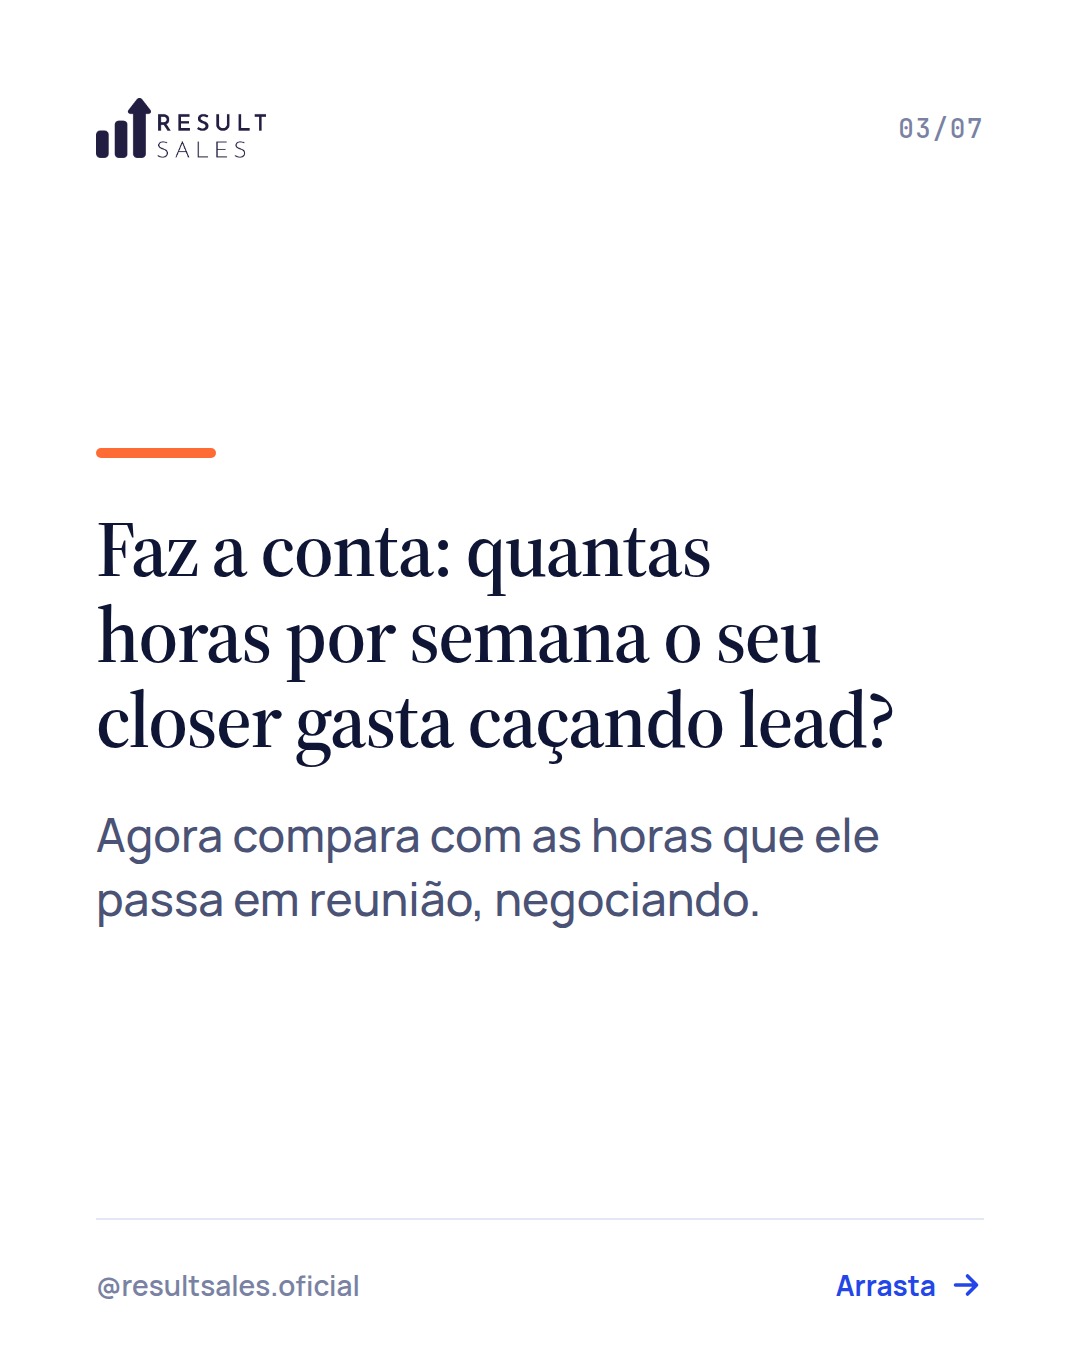 RESULT
SALES
03/07
Faz a conta: quantas
horas por semana o seu
closer gasta caçando lead?
Agora compara com as horas que ele
passa em reunião, negociando.
@resultsales.oficial
Arrasta →